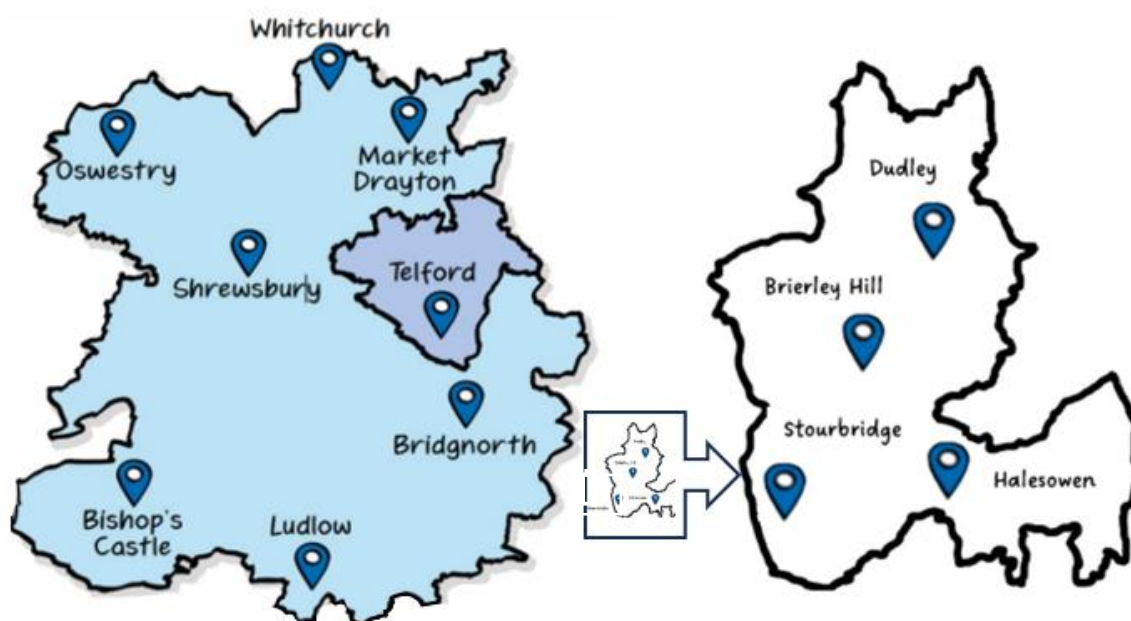 Whitchurch
Oswestry
Market
Drayton
Shrewsbury
Telford
Bridgnorth
Bishop's
Castle
Ludlow
Dudley
Brierley Hill
Stourbridge
Halesowen